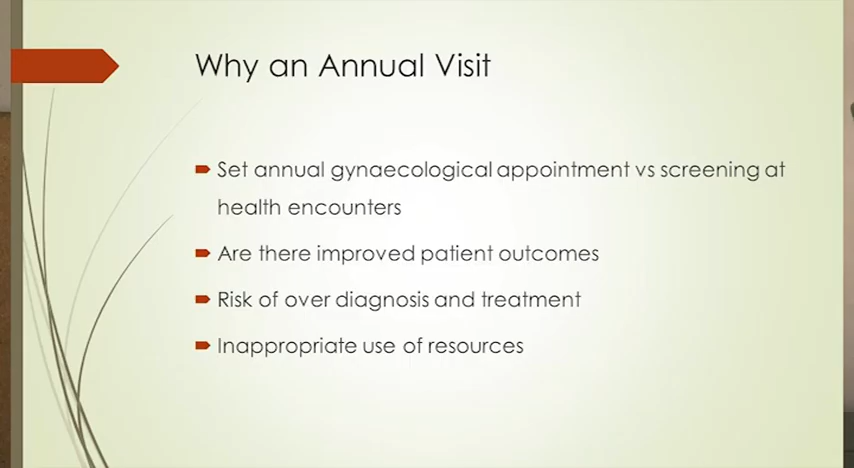 Why an Annual Visit
Set annual gynaecological appointment vs screening at
health encounters
Are there improved patient outcomes
Risk of over diagnosis and treatment
Inappropriate use of resources